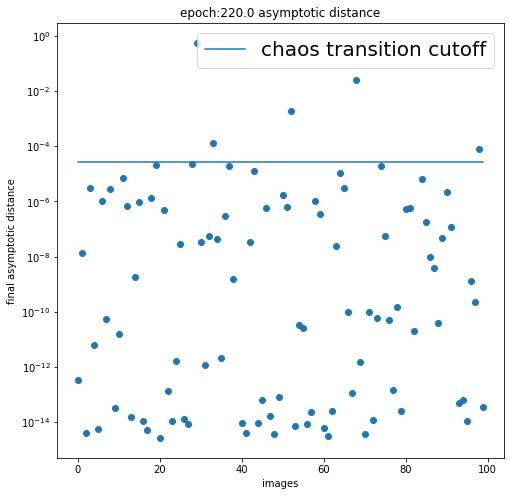 epoch:220.0 asymptotic distance
chaos transition cutoff
final asymptotic distance
10⁰
10⁻²
10⁻⁴
10⁻⁶
10⁻⁸
10⁻¹⁰
10⁻¹²
10⁻¹⁴
0 20 40 60 80 100
images